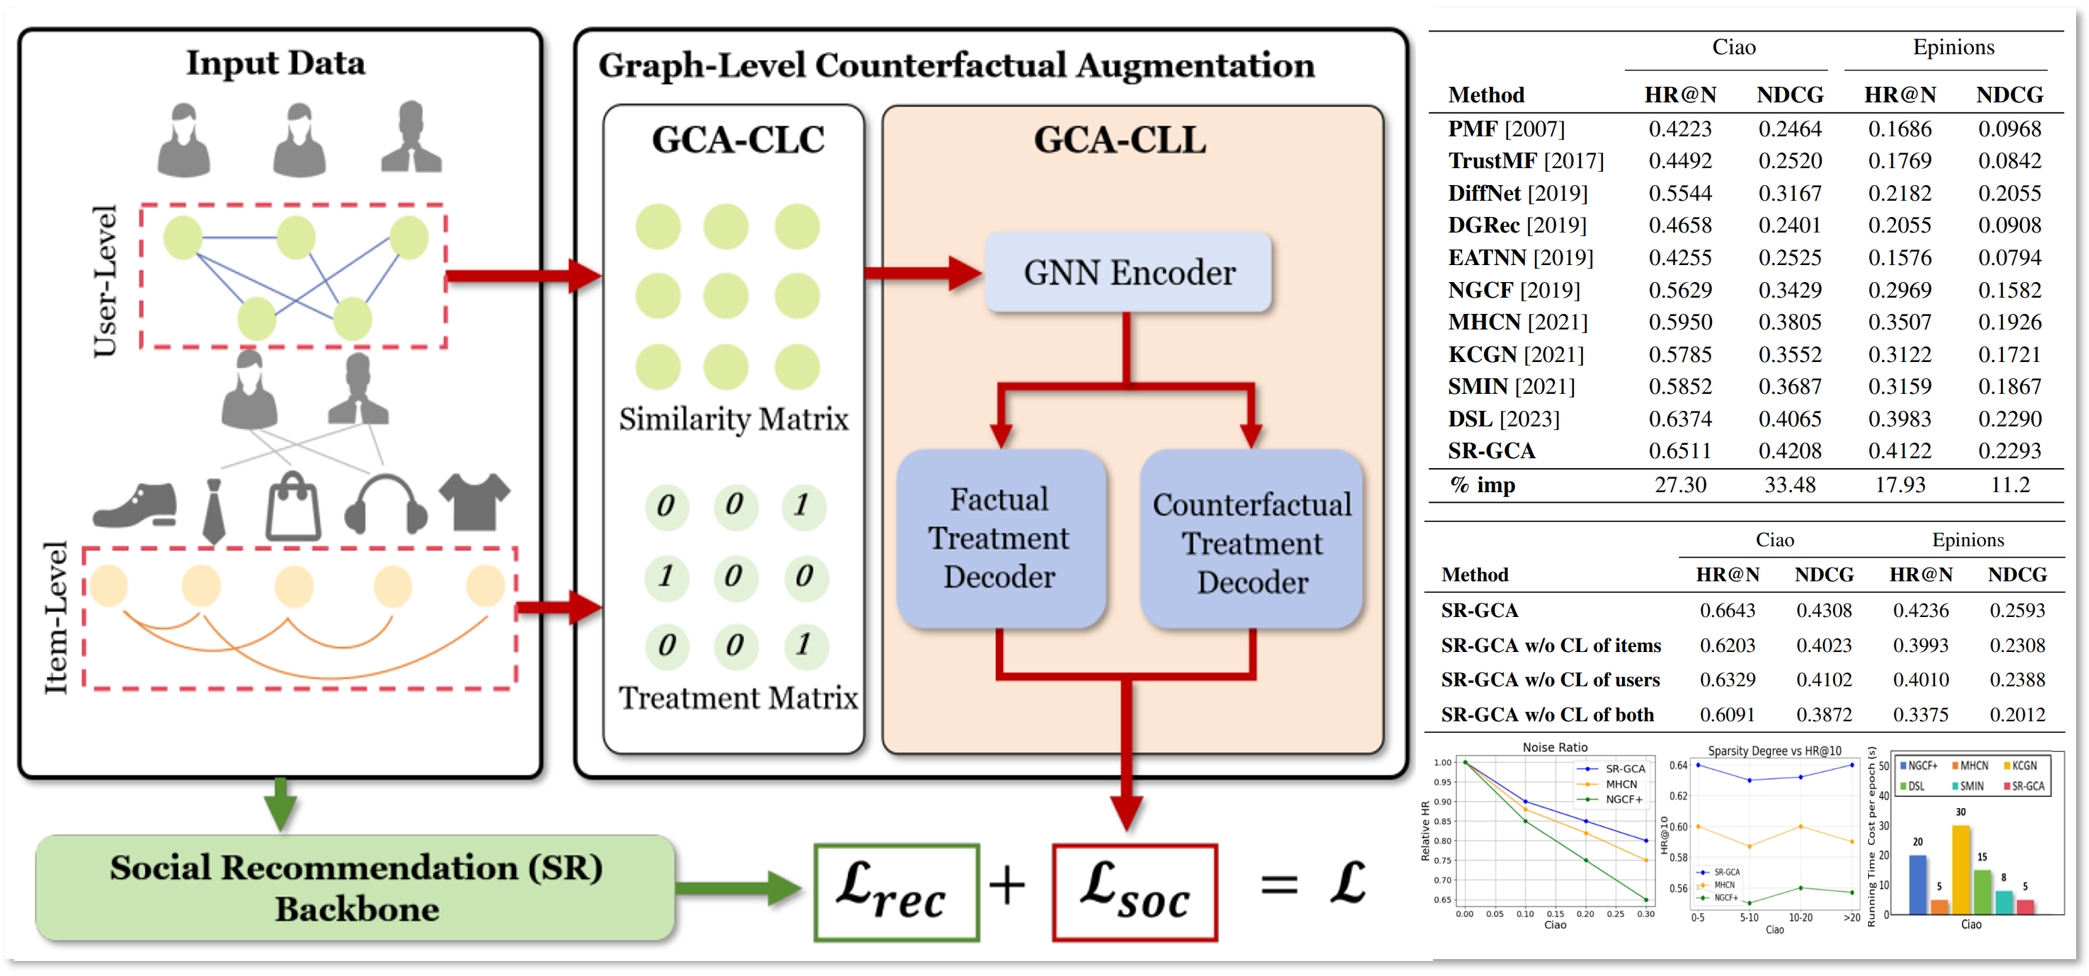 Input Data
User-Level
Item-Level
Graph-Level Counterfactual Augmentation
GCA-CLC
Similarity Matrix
0 0 1
1 0 0
0 0 1
Treatment Matrix
GCA-CLL
GNN Encoder
Factual
Treatment
Decoder
Counterfactual
Treatment
Decoder
Social Recommendation (SR)
Backbone
ℒrec + ℒsoc = ℒ
Ciao Epinions
Method HR@N NDCG HR@N NDCG
PMF [2007] 0.4223 0.2464 0.1686 0.0968
TrustMF [2017] 0.4492 0.2520 0.1769 0.0842
DiffNet [2019] 0.5544 0.3167 0.2182 0.2055
DGRec [2019] 0.4658 0.2401 0.2055 0.0908
EATNN [2019] 0.4255 0.2525 0.1576 0.0794
NGCF [2019] 0.5629 0.3429 0.2969 0.1582
MHCN [2021] 0.5950 0.3805 0.3507 0.1926
KCGN [2021] 0.5785 0.3552 0.3122 0.1721
SMIN [2021] 0.5852 0.3687 0.3159 0.1867
DSL [2023] 0.6374 0.4065 0.3983 0.2290
SR-GCA 0.6511 0.4208 0.4122 0.2293
% imp 27.30 33.48 17.93 11.2
Ciao Epinions
Method HR@N NDCG HR@N NDCG
SR-GCA 0.6643 0.4308 0.4236 0.2593
SR-GCA w/o CL of items 0.6203 0.4023 0.3993 0.2308
SR-GCA w/o CL of users 0.6329 0.4102 0.4010 0.2388
SR-GCA w/o CL of both 0.6091 0.3872 0.3375 0.2012
Noise Ratio
Relative HR
1.00
0.95
0.90
0.85
0.80
0.75
0.70
0.65
SR-GCA
MHCN
NGCF+
0.00 0.05 0.10 0.15 0.20 0.25 0.30
Ciao
Sparsity Degree vs HR@10
HR@10
0.64
0.62
0.60
0.58
0.56
SR-GCA
MHCN
NGCF+
0-5 5-10 10-20 >20
Ciao
Running Time Cost per epoch (s)
50
40
30
20
10
0
NGCF+ MHCN KCGN
DSL SMIN SR-GCA
20 5 30 15 8 5
Ciao